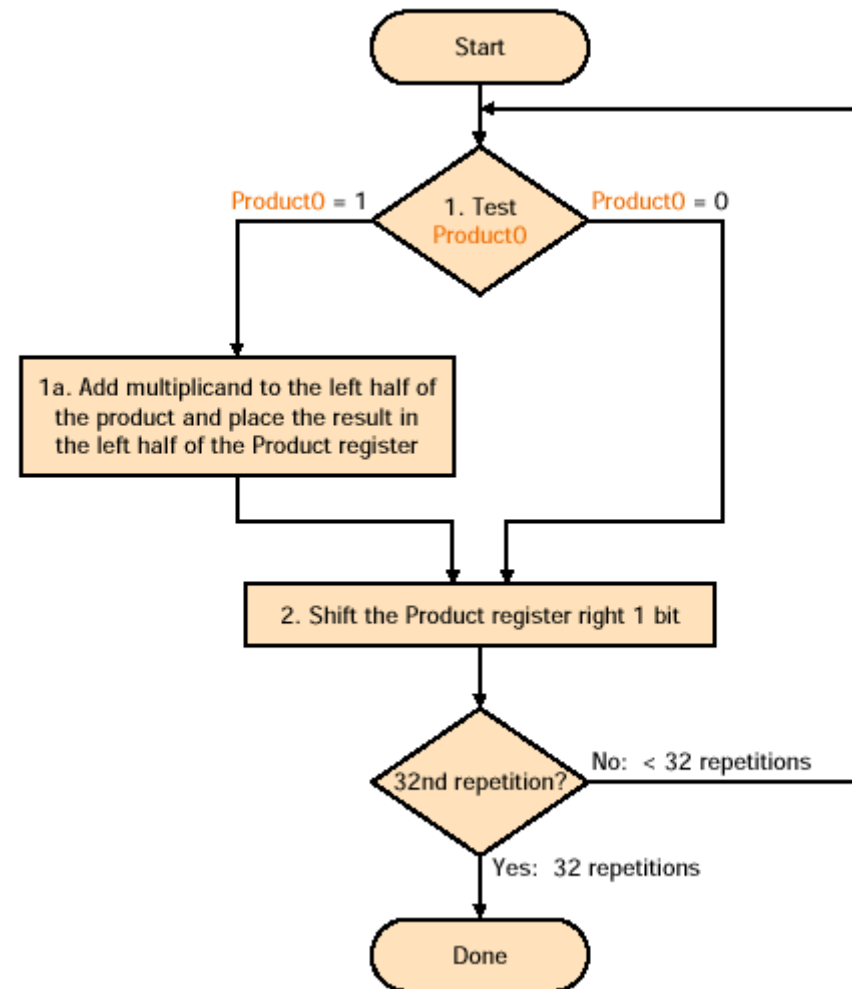 Start
Product0 = 1
1. Test
Product0
Product0 = 0
1a. Add multiplicand to the left half of
the product and place the result in
the left half of the Product register
2. Shift the Product register right 1 bit
32nd repetition?
No: < 32 repetitions
Yes: 32 repetitions
Done